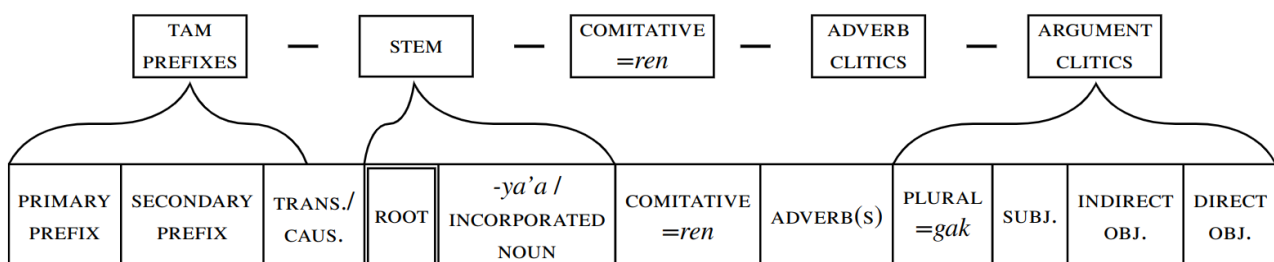 TAM PREFIXES — STEM — COMITATIVE =ren — ADVERB CLITICS — ARGUMENT CLITICS
PRIMARY PREFIX
SECONDARY PREFIX
TRANS./ CAUS.
ROOT
-ya'a / INCORPORATED NOUN
COMITATIVE =ren
ADVERB(S)
PLURAL =gak
SUBJ.
INDIRECT OBJ.
DIRECT OBJ.